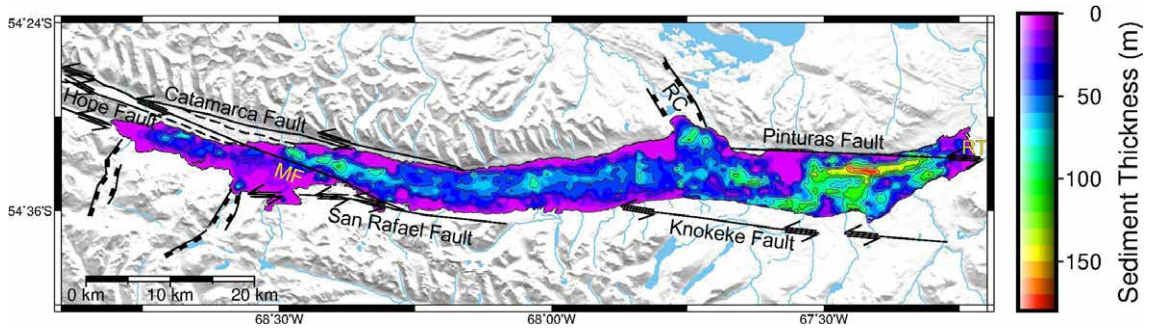 54˚24'S
54˚36'S
68˚30'W
68˚00'W
67˚30'W
Hope Fault
Catamarca Fault
MF
San Rafael Fault
RC
Pinturas Fault
RT
Knokeke Fault
0 km
10 km
20 km
0
50
100
150
Sediment Thickness (m)